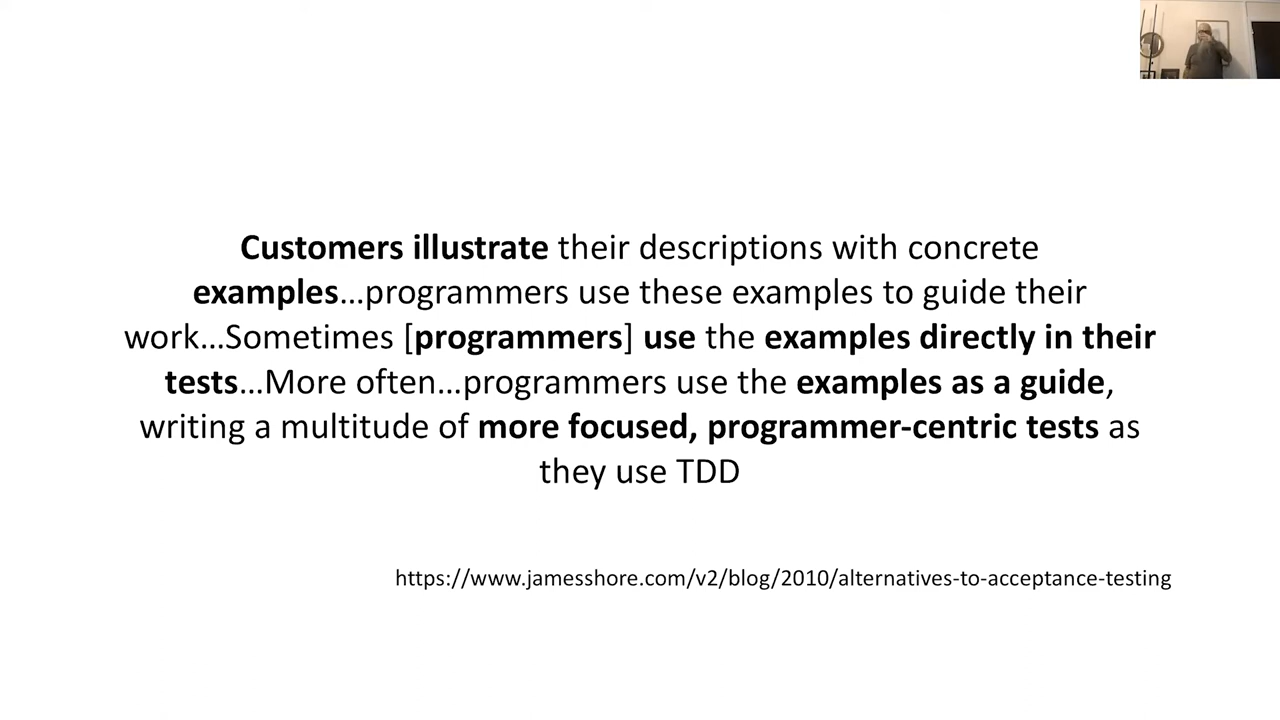 Customers illustrate their descriptions with concrete
examples…programmers use these examples to guide their
work…Sometimes [programmers] use the examples directly in their
tests…More often…programmers use the examples as a guide,
writing a multitude of more focused, programmer-centric tests as
they use TDD
https://www.jamesshore.com/v2/blog/2010/alternatives-to-acceptance-testing